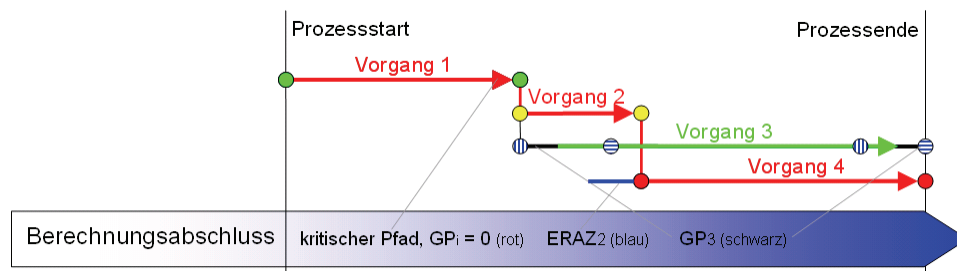 Prozessstart
Prozessende
Vorgang 1
Vorgang 2
Vorgang 3
Vorgang 4
Berechnungsabschluss
kritischer Pfad, GPi = 0 (rot)
ERAZ2 (blau)
GP3 (schwarz)